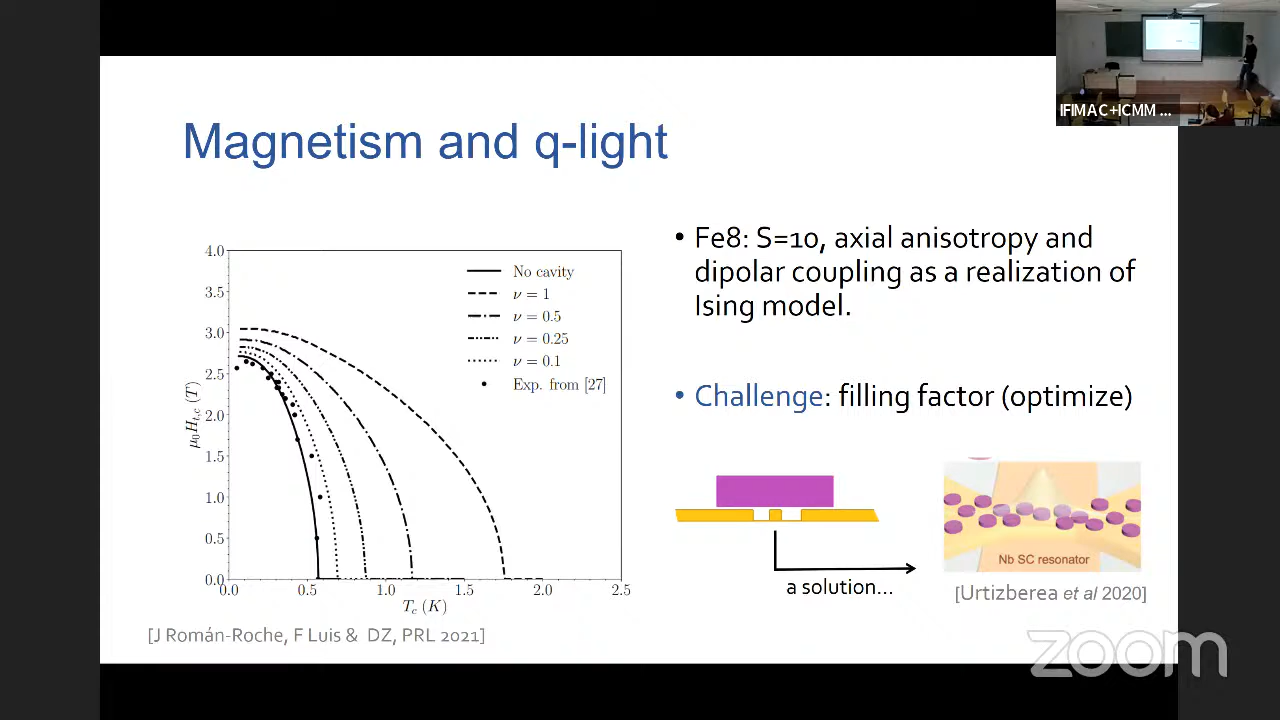 IFIMAC+ICMM ...
Magnetism and q-light
4.0
3.5
3.0
2.5
2.0
1.5
1.0
0.5
0.0
μ₀Hₜ,c (T)
No cavity
ν = 1
ν = 0.5
ν = 0.25
ν = 0.1
Exp. from [27]
0.0 0.5 1.0 1.5 2.0 2.5
T_c (K)
[J Román-Roche, F Luis & DZ, PRL 2021]
• Fe8: S=10, axial anisotropy and
dipolar coupling as a realization of
Ising model.
• Challenge: filling factor (optimize)
a solution...
Nb SC resonator
[Urtizberea et al 2020]
zoom